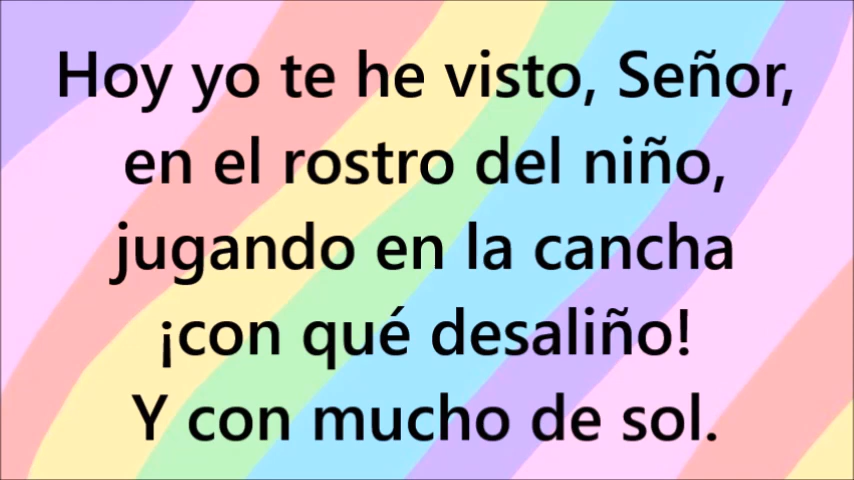 Hoy yo te he visto, Señor,
en el rostro del niño,
jugando en la cancha
¡con qué desaliño!
Y con mucho de sol.